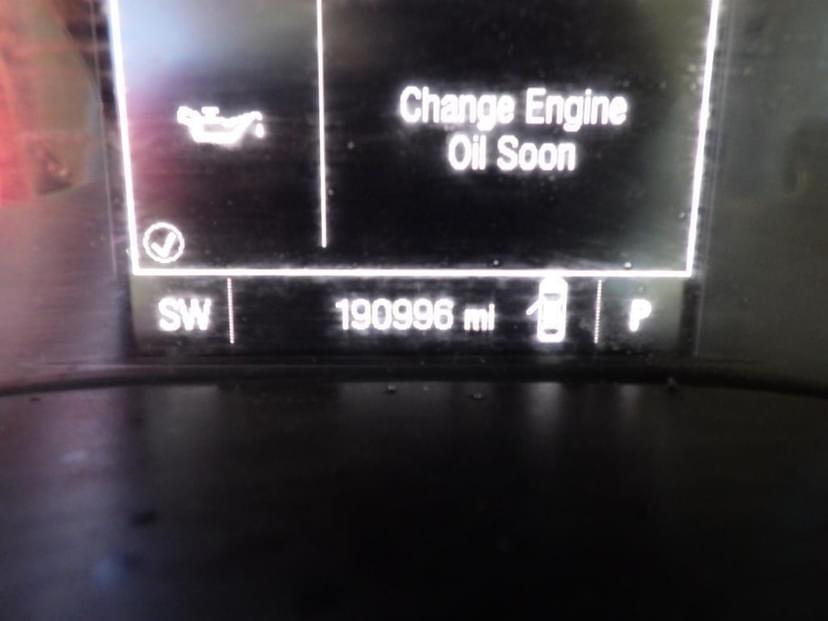 Change Engine
Oil Soon
SW 190996 mi P